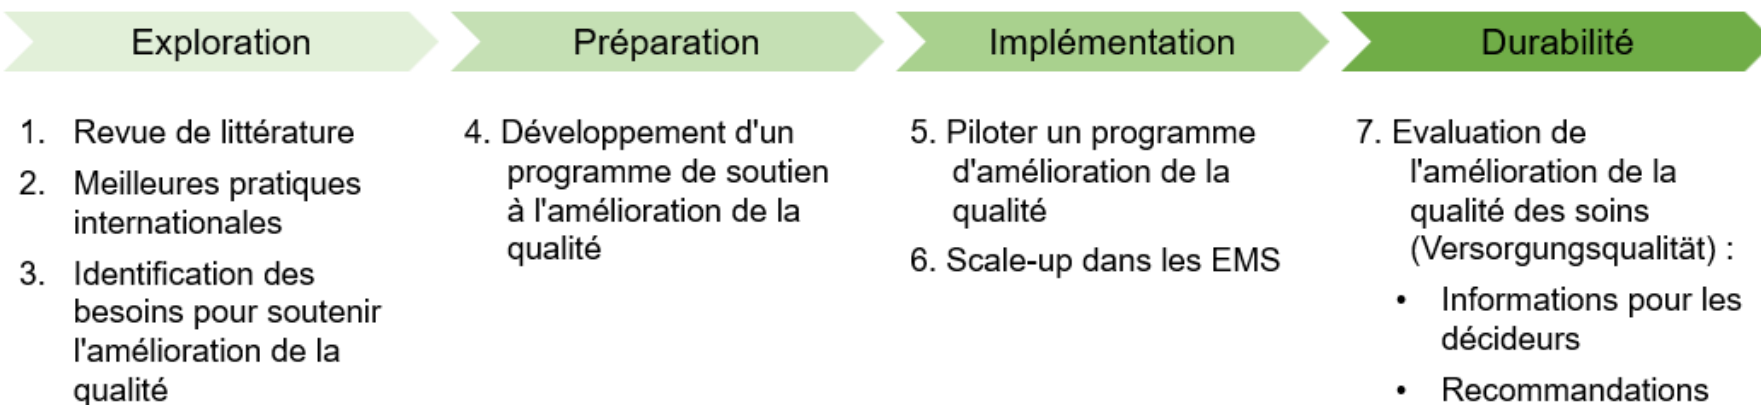 Exploration
1. Revue de littérature
2. Meilleures pratiques
internationales
3. Identification des
besoins pour soutenir
l'amélioration de la
qualité
Préparation
4. Développement d'un
programme de soutien
à l'amélioration de la
qualité
Implémentation
5. Piloter un programme
d'amélioration de la
qualité
6. Scale-up dans les EMS
Durabilité
7. Evaluation de
l'amélioration de la
qualité des soins
(Versorgungsqualität) :
• Informations pour les
décideurs
• Recommandations